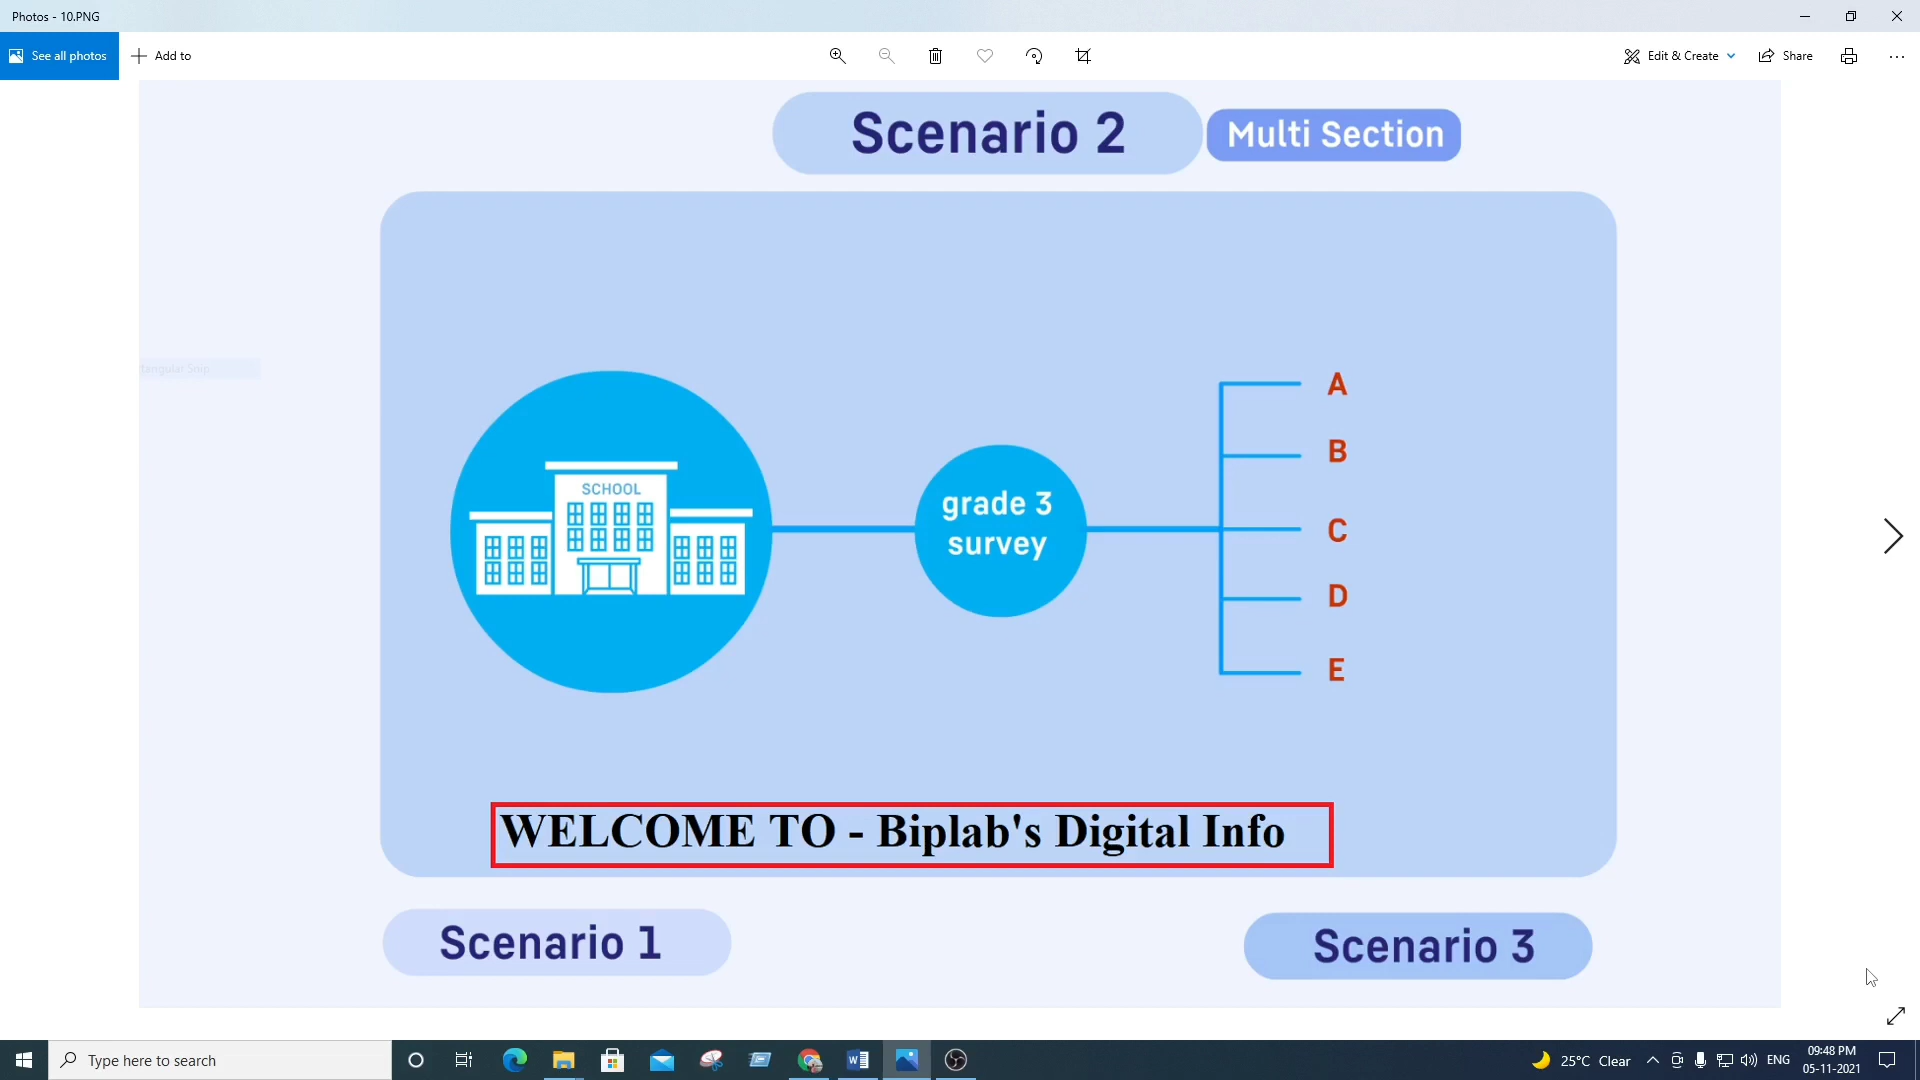 Photos - 10.PNG
See all photos
Add to
Edit & Create
Share
Scenario 2
Multi Section
tangular Snip
SCHOOL
grade 3
survey
A
B
C
D
E
WELCOME TO - Biplab's Digital Info
Scenario 1
Scenario 3
Type here to search
25°C Clear
ENG
09:48 PM
05-11-2021